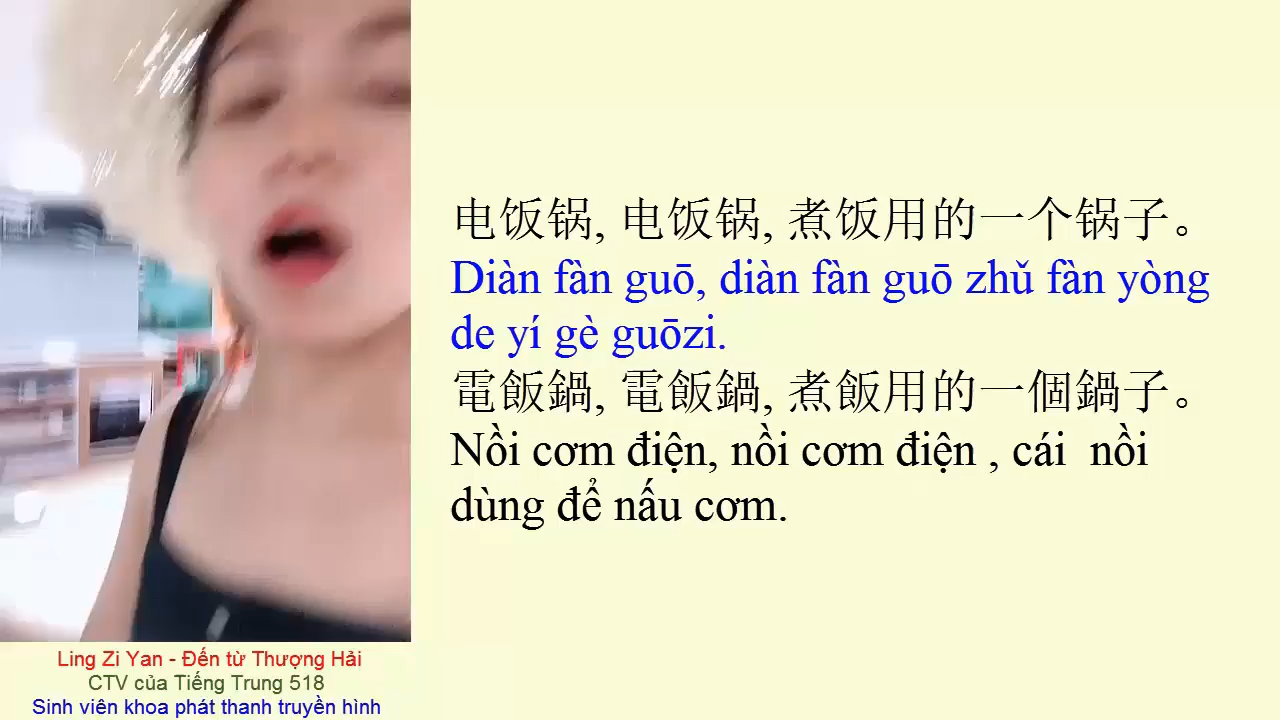 电饭锅, 电饭锅, 煮饭用的一个锅子。
Diàn fàn guō, diàn fàn guō zhǔ fàn yòng
de yí gè guōzi.
電飯鍋, 電飯鍋, 煮飯用的一個鍋子。
Nồi cơm điện, nồi cơm điện , cái  nồi
dùng để nấu cơm.
Ling Zi Yan - Đến từ Thượng Hải
CTV của Tiếng Trung 518
Sinh viên khoa phát thanh truyền hình